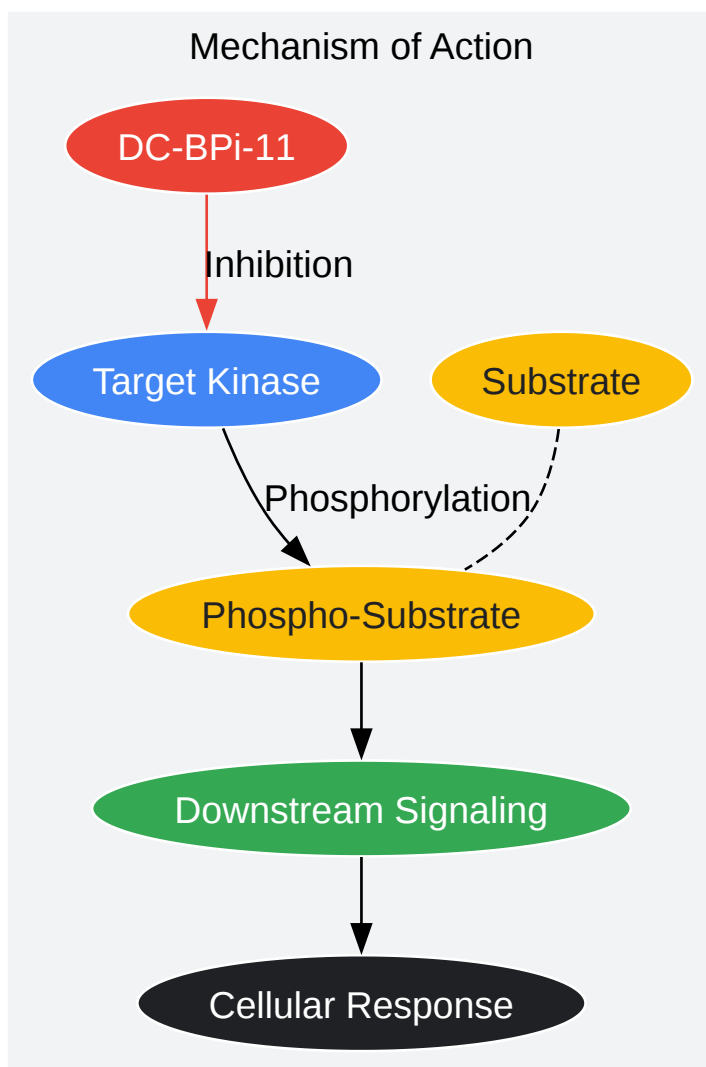 Mechanism of Action
DC-BPi-11
Inhibition
Target Kinase
Substrate
Phosphorylation
Phospho-Substrate
Downstream Signaling
Cellular Response